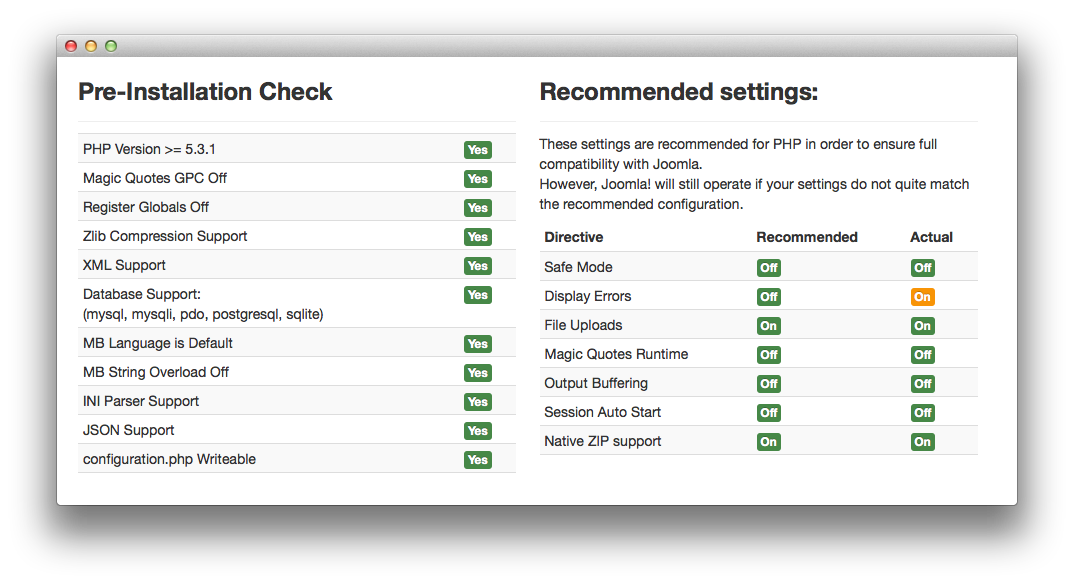 Pre-Installation Check
PHP Version >= 5.3.1 Yes
Magic Quotes GPC Off Yes
Register Globals Off Yes
Zlib Compression Support Yes
XML Support Yes
Database Support: Yes
(mysql, mysqli, pdo, postgresql, sqlite)
MB Language is Default Yes
MB String Overload Off Yes
INI Parser Support Yes
JSON Support Yes
configuration.php Writeable Yes
Recommended settings:
These settings are recommended for PHP in order to ensure full
compatibility with Joomla.
However, Joomla! will still operate if your settings do not quite match
the recommended configuration.
Directive Recommended Actual
Safe Mode Off Off
Display Errors Off On
File Uploads On On
Magic Quotes Runtime Off Off
Output Buffering Off Off
Session Auto Start Off Off
Native ZIP support On On